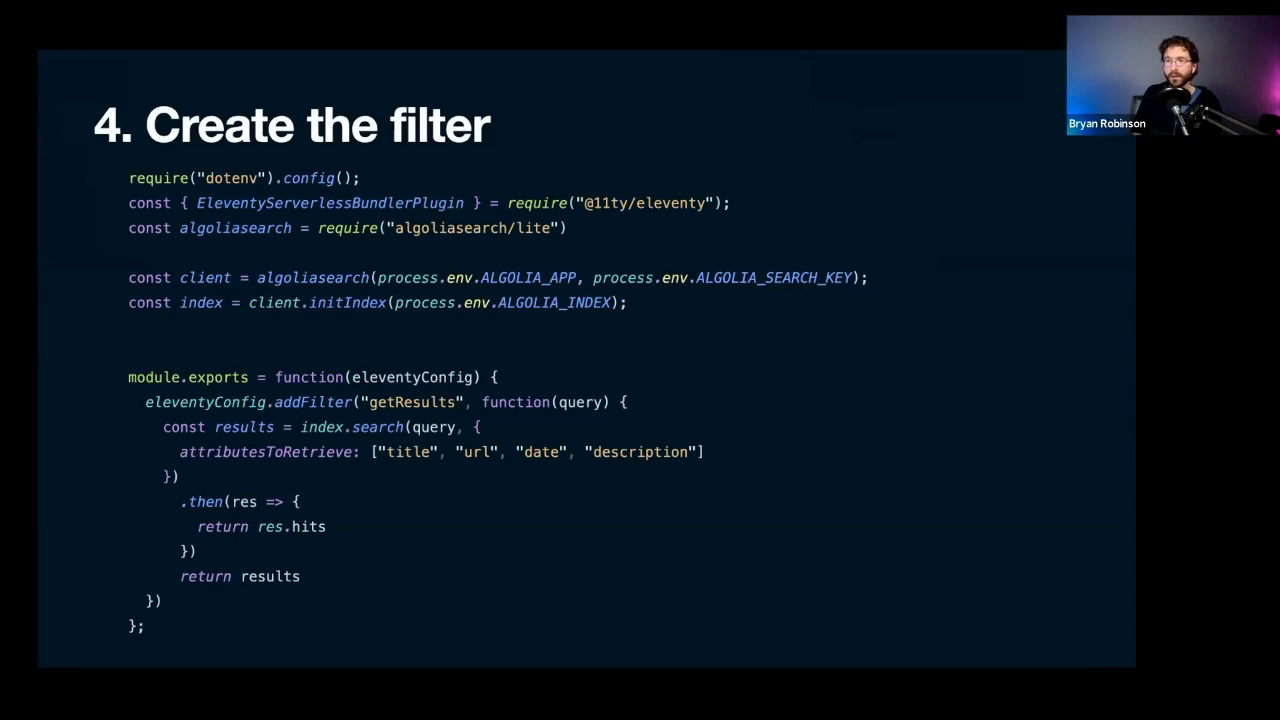 4. Create the filter
Bryan Robinson
require("dotenv").config();
const { EleventyServerlessBundlerPlugin } = require("@11ty/eleventy");
const algoliasearch = require("algoliasearch/lite")
const client = algoliasearch(process.env.ALGOLIA_APP, process.env.ALGOLIA_SEARCH_KEY);
const index = client.initIndex(process.env.ALGOLIA_INDEX);
module.exports = function(eleventyConfig) {
eleventyConfig.addFilter("getResults", function(query) {
const results = index.search(query, {
attributesToRetrieve: ["title", "url", "date", "description"]
})
.then(res => {
return res.hits
})
return results
})
};